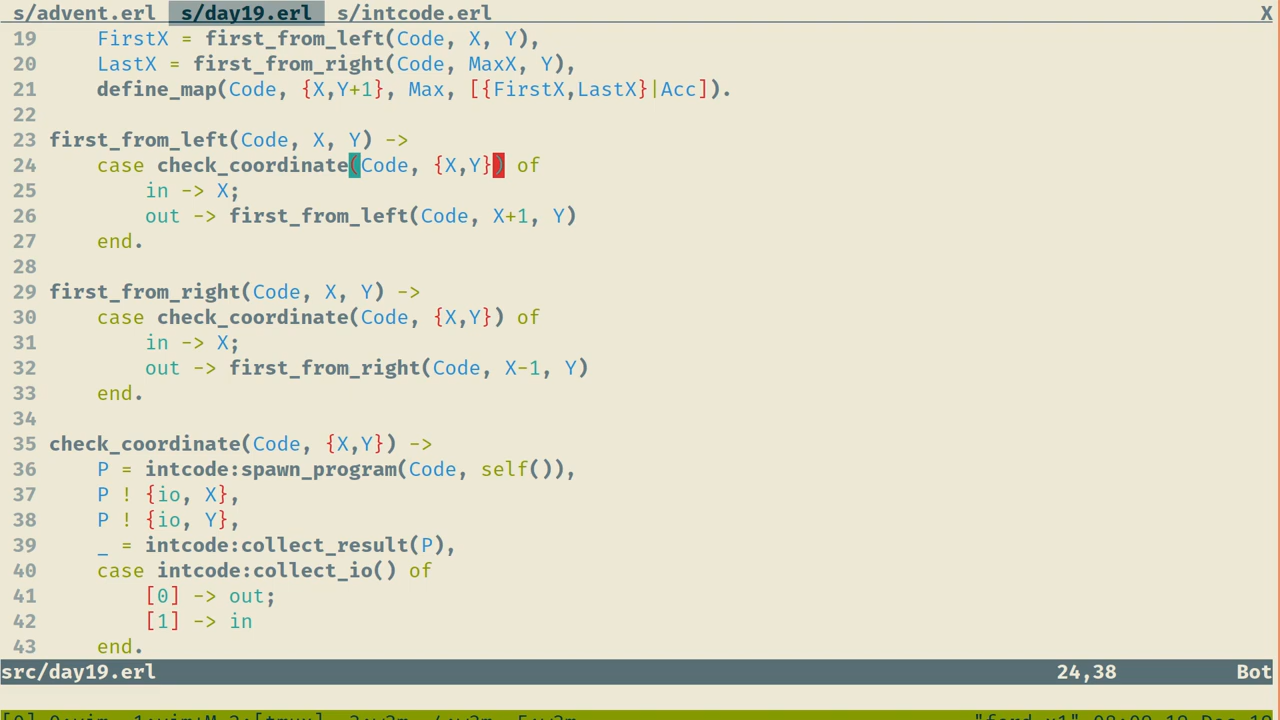 s/advent.erl s/day19.erl s/intcode.erl X
19 FirstX = first_from_left(Code, X, Y),
20 LastX = first_from_right(Code, MaxX, Y),
21 define_map(Code, {X,Y+1}, Max, [{FirstX,LastX}|Acc]).
22
23 first_from_left(Code, X, Y) ->
24 case check_coordinate(Code, {X,Y}) of
25 in -> X;
26 out -> first_from_left(Code, X+1, Y)
27 end.
28
29 first_from_right(Code, X, Y) ->
30 case check_coordinate(Code, {X,Y}) of
31 in -> X;
32 out -> first_from_right(Code, X-1, Y)
33 end.
34
35 check_coordinate(Code, {X,Y}) ->
36 P = intcode:spawn_program(Code, self()),
37 P ! {io, X},
38 P ! {io, Y},
39 _ = intcode:collect_result(P),
40 case intcode:collect_io() of
41 [0] -> out;
42 [1] -> in
43 end.
src/day19.erl 24,38 Bot